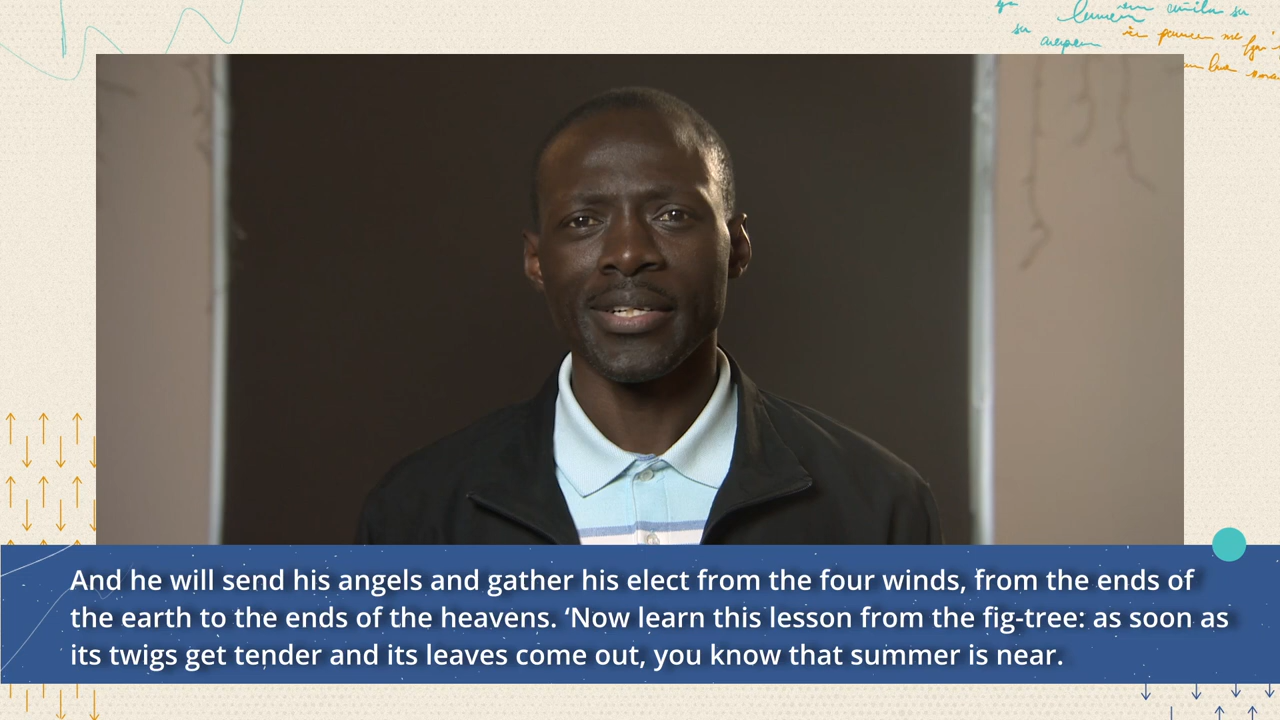 And he will send his angels and gather his elect from the four winds, from the ends of
the earth to the ends of the heavens. ‘Now learn this lesson from the fig-tree: as soon as
its twigs get tender and its leaves come out, you know that summer is near.